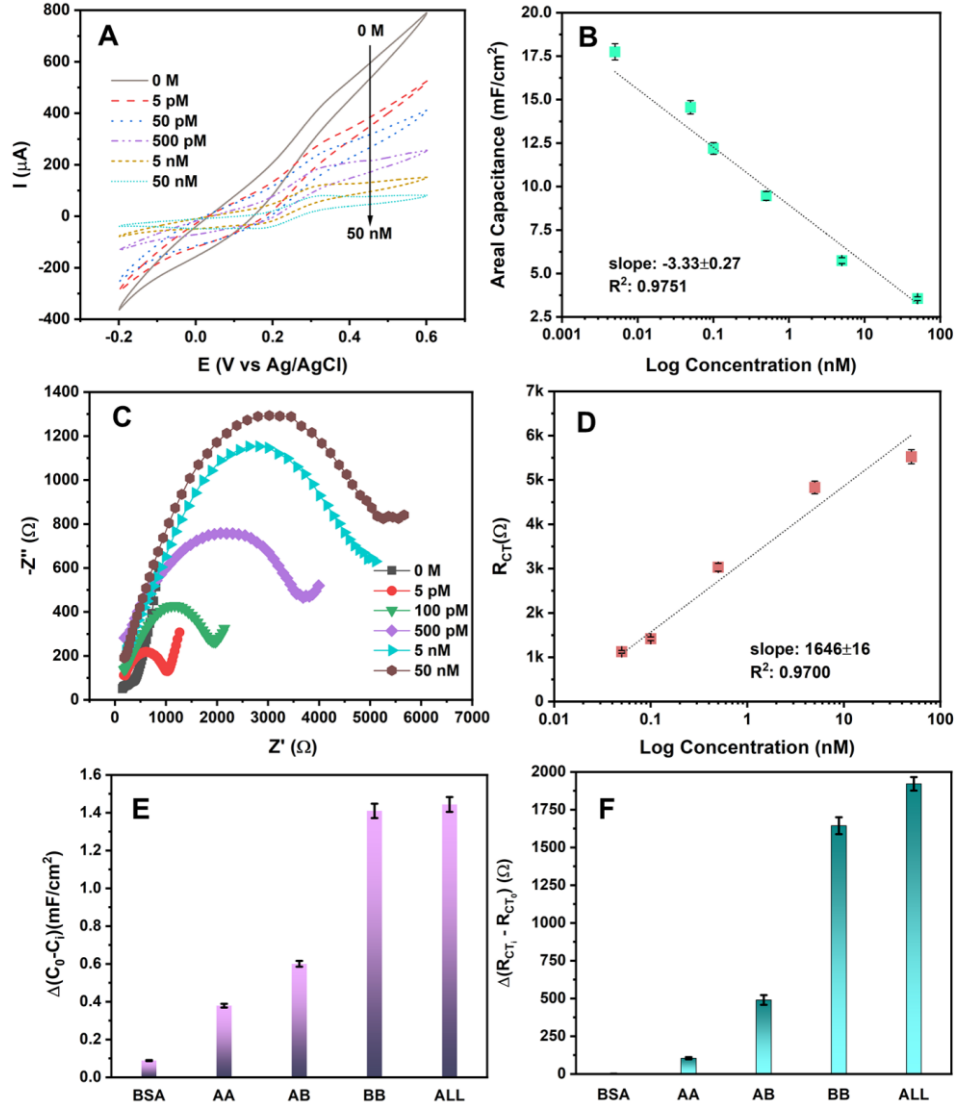 A
I (μA)
800
600
400
200
0
-200
-400
0 M
5 pM
50 pM
500 pM
5 nM
50 nM
0 M
50 nM
-0.2
0.0
0.2
0.4
0.6
E (V vs Ag/AgCl)
B
Areal Capacitance (mF/cm²)
20.0
17.5
15.0
12.5
10.0
7.5
5.0
2.5
slope: -3.33±0.27
R²: 0.9751
0.001
0.01
0.1
1
10
100
Log Concentration (nM)
C
-Z'' (Ω)
1400
1200
1000
800
600
400
200
0
0 M
5 pM
100 pM
500 pM
5 nM
50 nM
0
1000
2000
3000
4000
5000
6000
7000
Z' (Ω)
D
R_CT(Ω)
7k
6k
5k
4k
3k
2k
1k
0
slope: 1646±16
R²: 0.9700
0.01
0.1
1
10
100
Log Concentration (nM)
E
Δ(C₀-Cᵢ)(mF/cm²)
1.6
1.4
1.2
1.0
0.8
0.6
0.4
0.2
0.0
BSA
AA
AB
BB
ALL
F
Δ(R_CTᵢ - R_CT₀) (Ω)
2000
1750
1500
1250
1000
750
500
250
0
BSA
AA
AB
BB
ALL